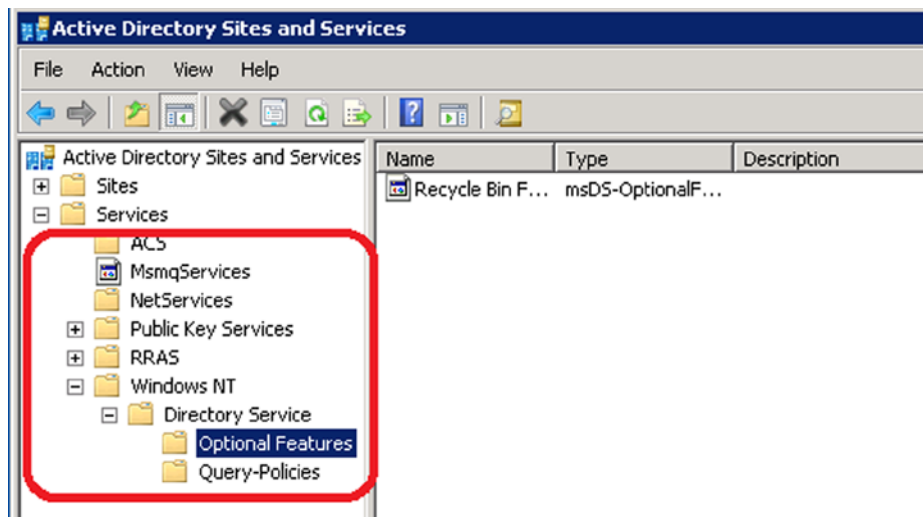 Active Directory Sites and Services
File Action View Help
Active Directory Sites and Services
Name Type Description
Sites
Recycle Bin F... msDS-OptionalF...
Services
ACS
MsmqServices
NetServices
Public Key Services
RRAS
Windows NT
Directory Service
Optional Features
Query-Policies